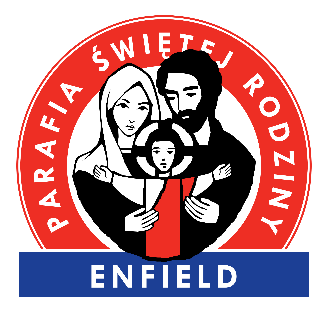 PARAFIA ŚWIĘTEJ RODZINY
ENFIELD